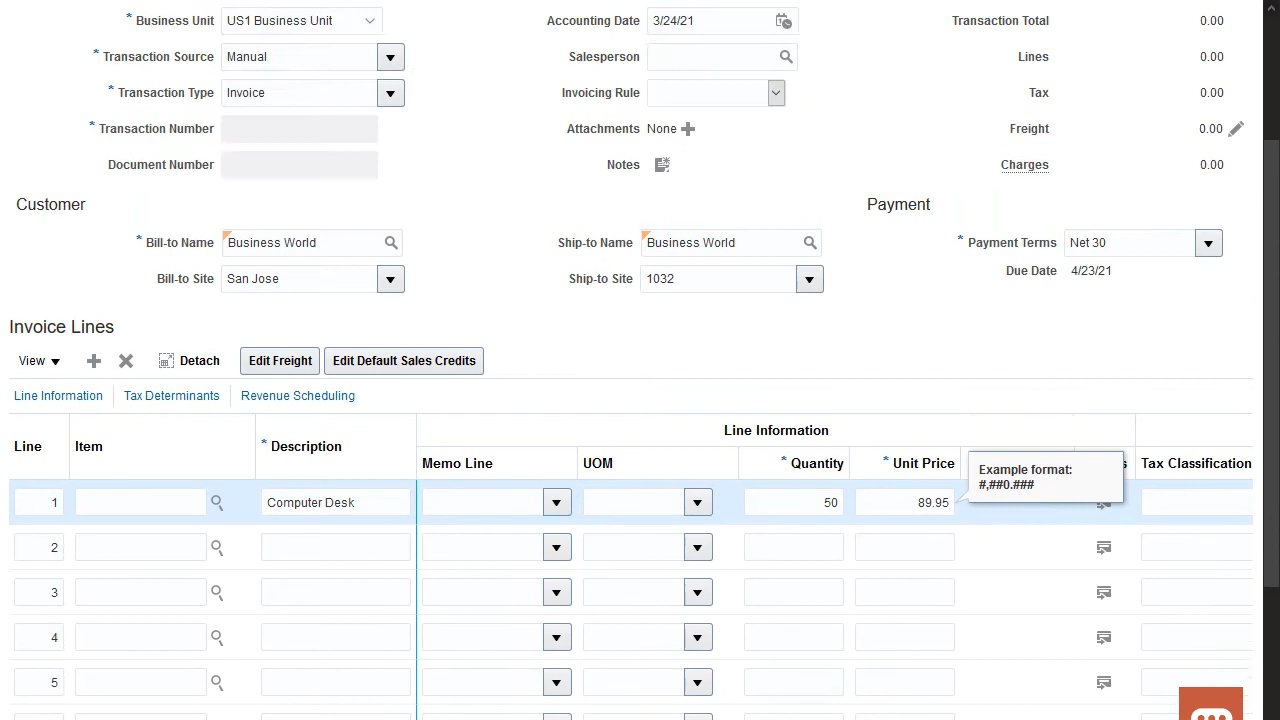 * Business Unit US1 Business Unit Accounting Date 3/24/21 Transaction Total 0.00
* Transaction Source Manual Salesperson Lines 0.00
* Transaction Type Invoice Invoicing Rule Tax 0.00
* Transaction Number Attachments None Freight 0.00
Document Number Notes Charges 0.00
Customer Payment
* Bill-to Name Business World Ship-to Name Business World * Payment Terms Net 30
Bill-to Site San Jose Ship-to Site 1032 Due Date 4/23/21
Invoice Lines
View Detach Edit Freight Edit Default Sales Credits
Line Information Tax Determinants Revenue Scheduling
Line Item * Description Line Information
Memo Line UOM * Quantity * Unit Price s Tax Classification
Example format:
#,##0.###
1 Computer Desk 50 89.95
2
3
4
5